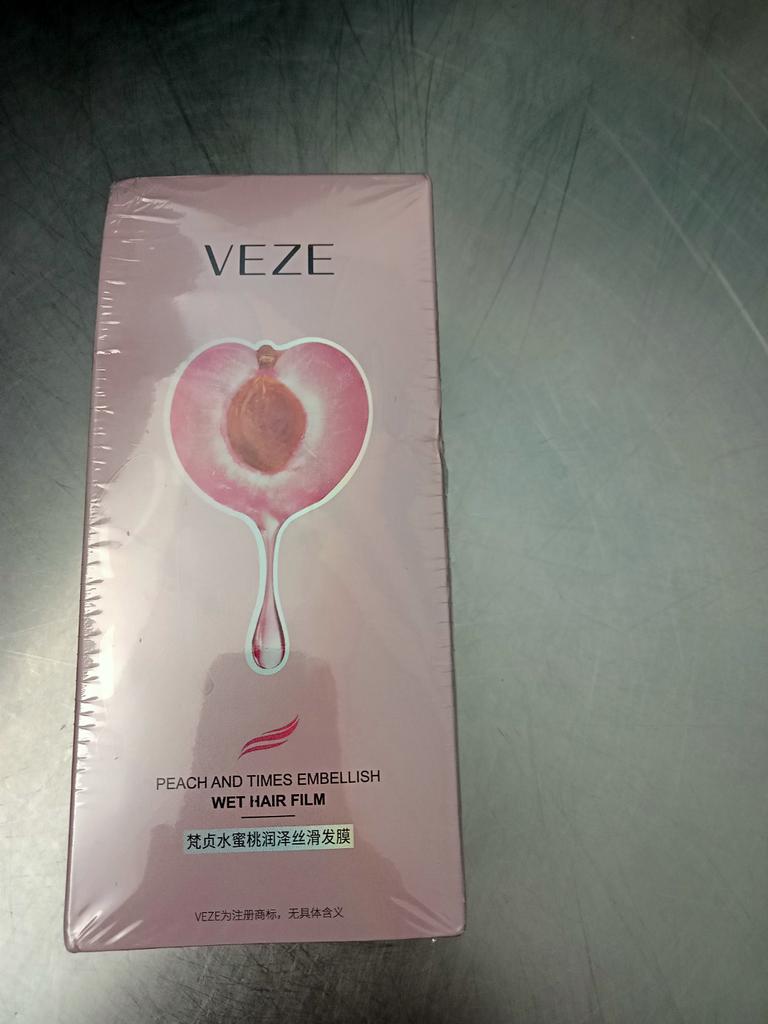 VEZE
PEACH AND TIMES EMBELLISH
WET HAIR FILM
梵贞水蜜桃润泽丝滑发膜
VEZE为注册商标，无具体含义